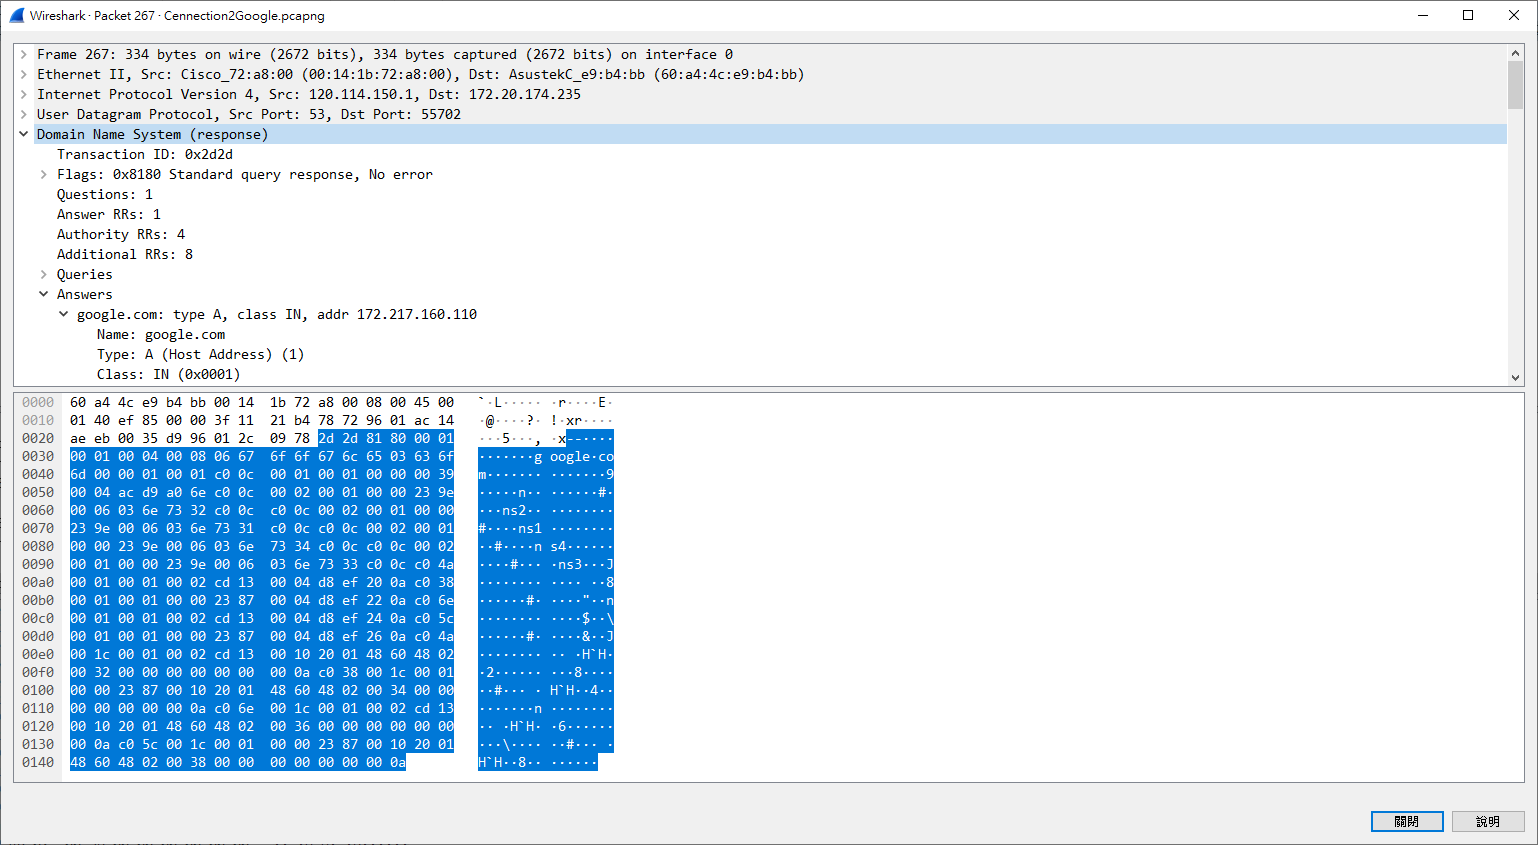 Wireshark · Packet 267 · Cennection2Google.pcapng
Frame 267: 334 bytes on wire (2672 bits), 334 bytes captured (2672 bits) on interface 0
Ethernet II, Src: Cisco_72:a8:00 (00:14:1b:72:a8:00), Dst: AsustekC_e9:b4:bb (60:a4:4c:e9:b4:bb)
Internet Protocol Version 4, Src: 120.114.150.1, Dst: 172.20.174.235
User Datagram Protocol, Src Port: 53, Dst Port: 55702
Domain Name System (response)
Transaction ID: 0x2d2d
Flags: 0x8180 Standard query response, No error
Questions: 1
Answer RRs: 1
Authority RRs: 4
Additional RRs: 8
Queries
Answers
google.com: type A, class IN, addr 172.217.160.110
Name: google.com
Type: A (Host Address) (1)
Class: IN (0x0001)
0000 60 a4 4c e9 b4 bb 00 14 1b 72 a8 00 08 00 45 00 `·L····· ·r····E·
0010 01 40 ef 85 00 00 3f 11 21 b4 78 72 96 01 ac 14 ·@····?· !·xr····
0020 ae eb 00 35 d9 96 01 2c 09 78 2d 2d 81 80 00 01 ···5···, ·x--····
0030 00 01 00 04 00 08 06 67 6f 6f 67 6c 65 03 63 6f ·······g oogle·co
0040 6d 00 00 01 00 01 c0 0c 00 01 00 01 00 00 00 39 m······· ·······9
0050 00 04 ac d9 a0 6e c0 0c 00 02 00 01 00 00 23 9e ·····n·· ······#·
0060 00 06 03 6e 73 32 c0 0c c0 0c 00 02 00 01 00 00 ···ns2·· ········
0070 23 9e 00 06 03 6e 73 31 c0 0c c0 0c 00 02 00 01 #····ns1 ········
0080 00 00 23 9e 00 06 03 6e 73 34 c0 0c c0 0c 00 02 ··#····n s4······
0090 00 01 00 00 23 9e 00 06 03 6e 73 33 c0 0c c0 4a ····#··· ·ns3···J
00a0 00 01 00 01 00 02 cd 13 00 04 d8 ef 20 0a c0 38 ········ ···· ··8
00b0 00 01 00 01 00 00 23 87 00 04 d8 ef 22 0a c0 6e ······#· ····"··n
00c0 00 01 00 01 00 02 cd 13 00 04 d8 ef 24 0a c0 5c ········ ····$··\
00d0 00 01 00 01 00 00 23 87 00 04 d8 ef 26 0a c0 4a ······#· ····&··J
00e0 00 1c 00 01 00 02 cd 13 00 10 20 01 48 60 48 02 ········ ·· ·H`H·
00f0 00 32 00 00 00 00 00 00 00 0a c0 38 00 1c 00 01 ·2······ ···8····
0100 00 00 23 87 00 10 20 01 48 60 48 02 00 34 00 00 ··#··· · H`H··4··
0110 00 00 00 00 00 0a c0 6e 00 1c 00 01 00 02 cd 13 ·······n ········
0120 00 10 20 01 48 60 48 02 00 36 00 00 00 00 00 00 ·· ·H`H· ·6······
0130 00 0a c0 5c 00 1c 00 01 00 00 23 87 00 10 20 01 ···\···· ··#··· ·
0140 48 60 48 02 00 38 00 00 00 00 00 00 00 0a H`H··8·· ······
關閉
說明